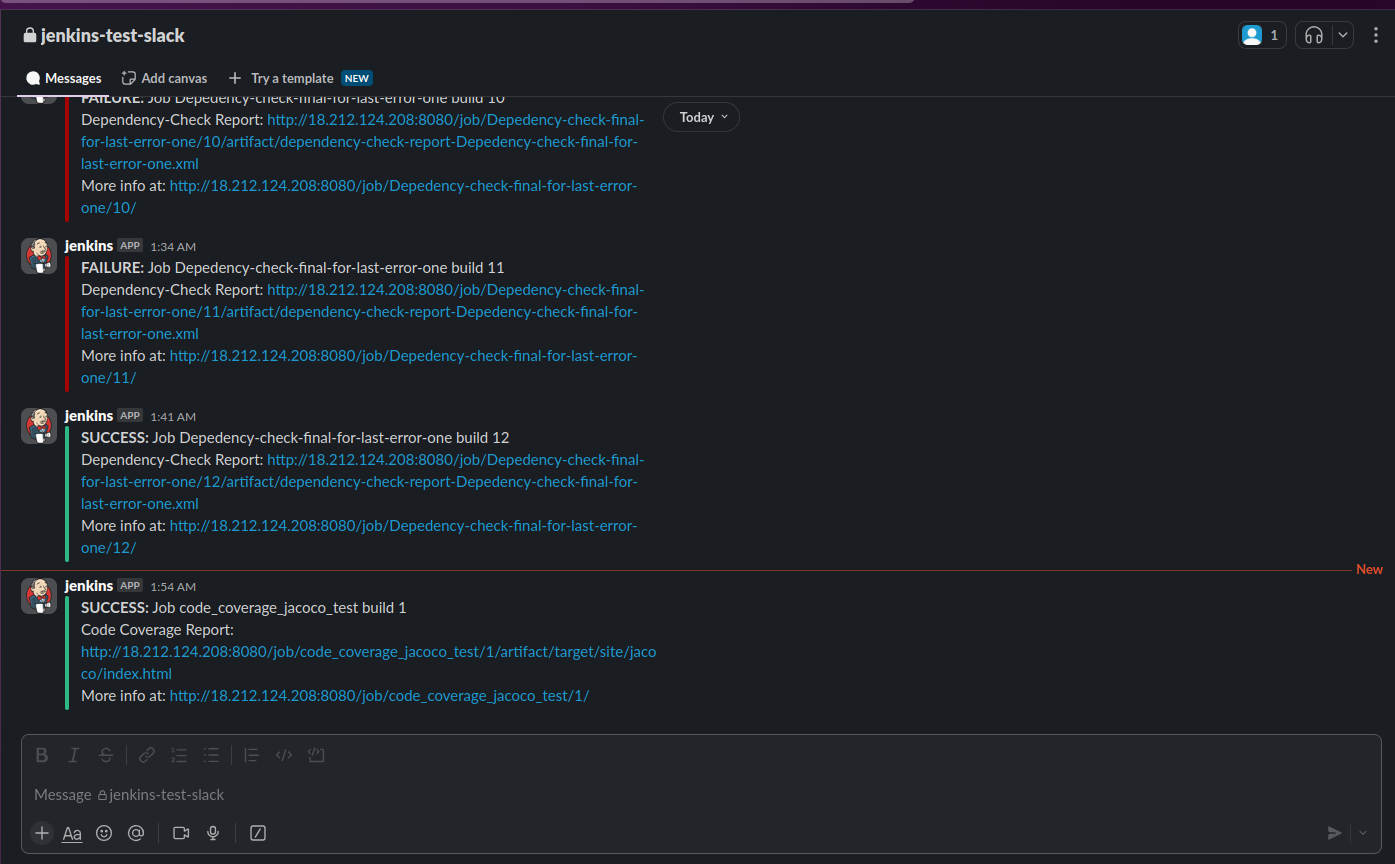 jenkins-test-slack
1
Messages
Add canvas
Try a template NEW
FAILURE: Job Depedency-check-final-for-last-error-one build 10
Today
Dependency-Check Report: http://18.212.124.208:8080/job/Depedency-check-final-
for-last-error-one/10/artifact/dependency-check-report-Depedency-check-final-for-
last-error-one.xml
More info at: http://18.212.124.208:8080/job/Depedency-check-final-for-last-error-
one/10/
jenkins APP 1:34 AM
FAILURE: Job Depedency-check-final-for-last-error-one build 11
Dependency-Check Report: http://18.212.124.208:8080/job/Depedency-check-final-
for-last-error-one/11/artifact/dependency-check-report-Depedency-check-final-for-
last-error-one.xml
More info at: http://18.212.124.208:8080/job/Depedency-check-final-for-last-error-
one/11/
jenkins APP 1:41 AM
SUCCESS: Job Depedency-check-final-for-last-error-one build 12
Dependency-Check Report: http://18.212.124.208:8080/job/Depedency-check-final-
for-last-error-one/12/artifact/dependency-check-report-Depedency-check-final-for-
last-error-one.xml
More info at: http://18.212.124.208:8080/job/Depedency-check-final-for-last-error-
one/12/
New
jenkins APP 1:54 AM
SUCCESS: Job code_coverage_jacoco_test build 1
Code Coverage Report:
http://18.212.124.208:8080/job/code_coverage_jacoco_test/1/artifact/target/site/jaco
co/index.html
More info at: http://18.212.124.208:8080/job/code_coverage_jacoco_test/1/
B I S
Message jenkins-test-slack
Aa @